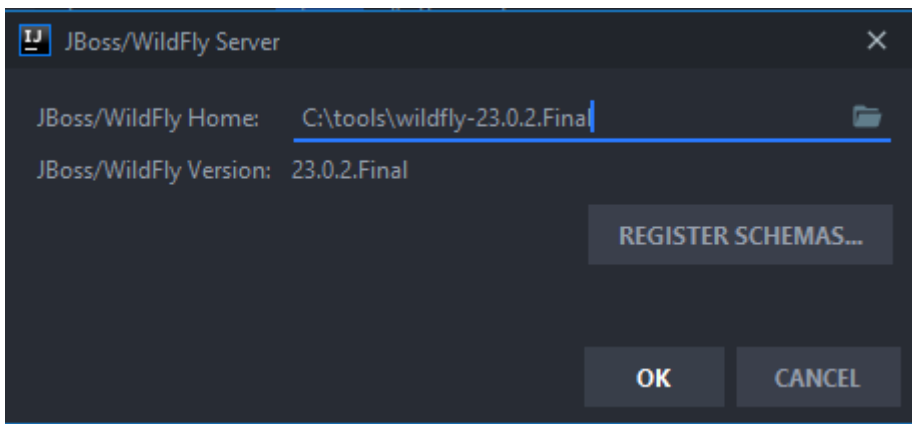 IJ
JBoss/WildFly Server
JBoss/WildFly Home: C:\tools\wildfly-23.0.2.Final
JBoss/WildFly Version: 23.0.2.Final
REGISTER SCHEMAS...
OK CANCEL